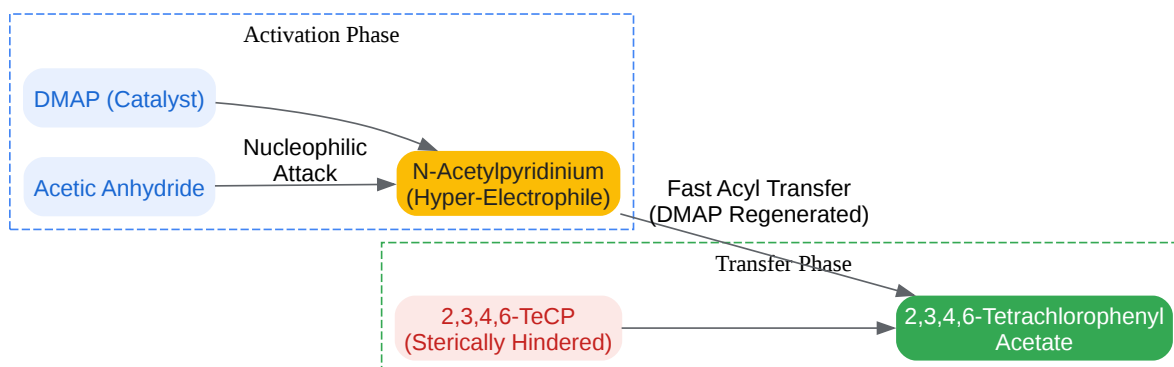 Activation Phase
DMAP (Catalyst)
Nucleophilic
Attack
Acetic Anhydride
N-Acetylpyridinium
(Hyper-Electrophile)
Fast Acyl Transfer
(DMAP Regenerated)
Transfer Phase
2,3,4,6-TeCP
(Sterically Hindered)
2,3,4,6-Tetrachlorophenyl
Acetate